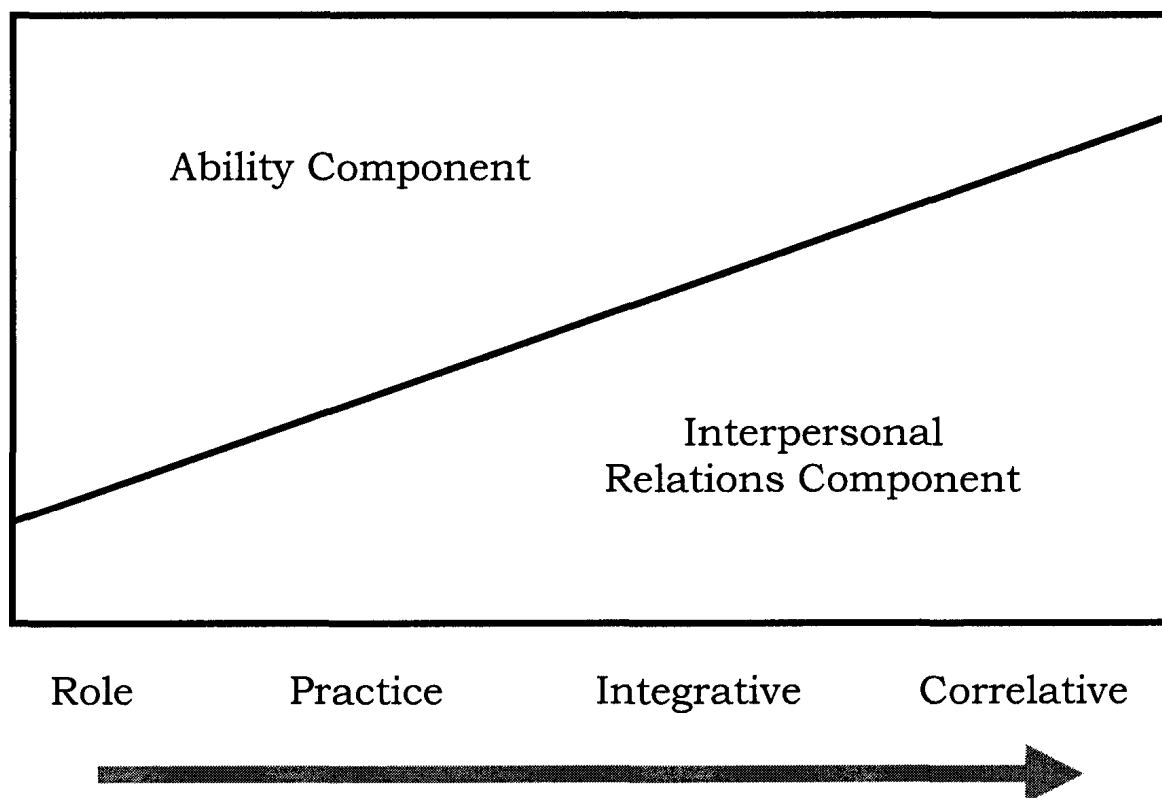 Ability Component
Interpersonal
Relations Component
Role Practice Integrative Correlative